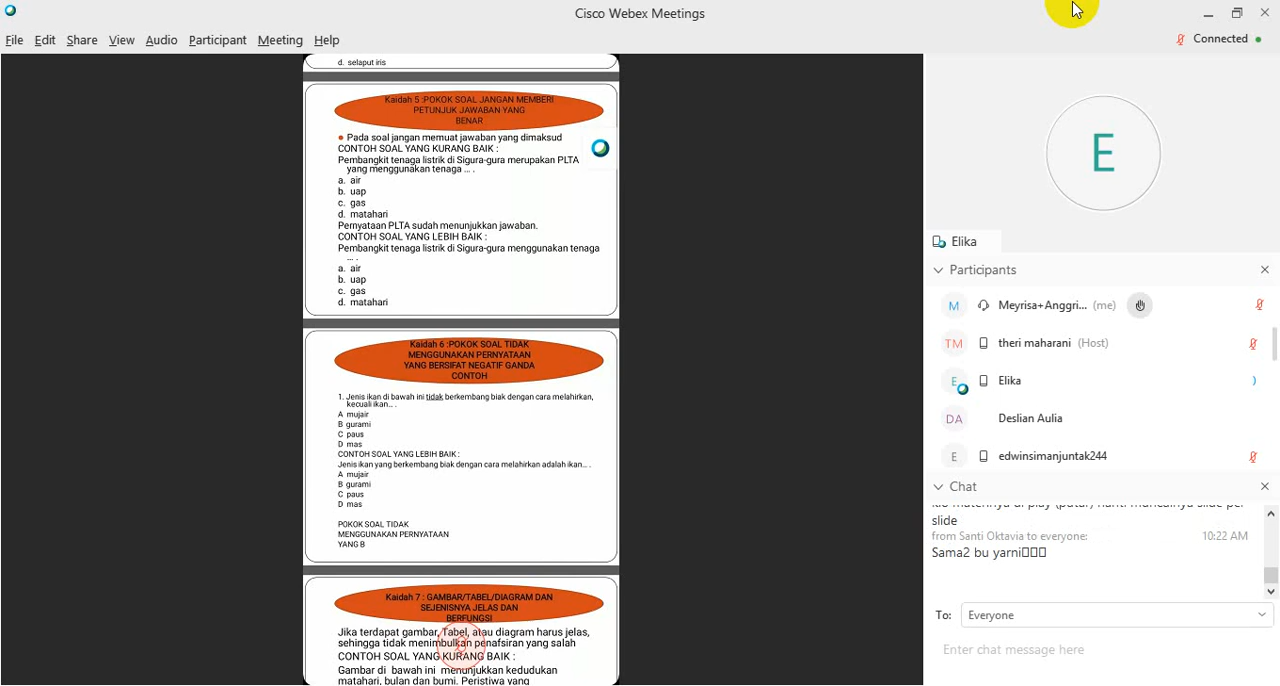 Cisco Webex Meetings
File Edit Share View Audio Participant Meeting Help
Connected
d. selaput iris
Kaidah 5 :POKOK SOAL JANGAN MEMBERI
PETUNJUK JAWABAN YANG
BENAR
Pada soal jangan memuat jawaban yang dimaksud
CONTOH SOAL YANG KURANG BAIK :
Pembangkit tenaga listrik di Sigura-gura merupakan PLTA
yang menggunakan tenaga ... .
a. air
b. uap
c. gas
d. matahari
Pernyataan PLTA sudah menunjukkan jawaban.
CONTOH SOAL YANG LEBIH BAIK :
Pembangkit tenaga listrik di Sigura-gura menggunakan tenaga
... .
a. air
b. uap
c. gas
d. matahari
Kaidah 6 :POKOK SOAL TIDAK
MENGGUNAKAN PERNYATAAN
YANG BERSIFAT NEGATIF GANDA
CONTOH
1. Jenis ikan di bawah ini tidak berkembang biak dengan cara melahirkan,
kecuali ikan... .
A mujair
B gurami
C paus
D mas
CONTOH SOAL YANG LEBIH BAIK :
Jenis ikan yang berkembang biak dengan cara melahirkan adalah ikan... .
A mujair
B gurami
C paus
D mas
POKOK SOAL TIDAK
MENGGUNAKAN PERNYATAAN
YANG B
Kaidah 7 : GAMBAR/TABEL/DIAGRAM DAN
SEJENISNYA JELAS DAN
BERFUNGSI
Jika terdapat gambar, Tabel, atau diagram harus jelas,
sehingga tidak menimbulkan penafsiran yang salah
CONTOH SOAL YANG KURANG BAIK :
Gambar di bawah ini menunjukkan kedudukan
matahari, bulan dan bumi. Peristiwa yang
E
Elika
Participants
M Meyrisa+Anggri... (me)
TM theri maharani (Host)
E Elika
DA Deslian Aulia
E edwinsimanjuntak244
Chat
klo materinya di play (putar) nanti munculnya slide per
slide
from Santi Oktavia to everyone: 10:22 AM
Sama2 bu yarni
To: Everyone
Enter chat message here